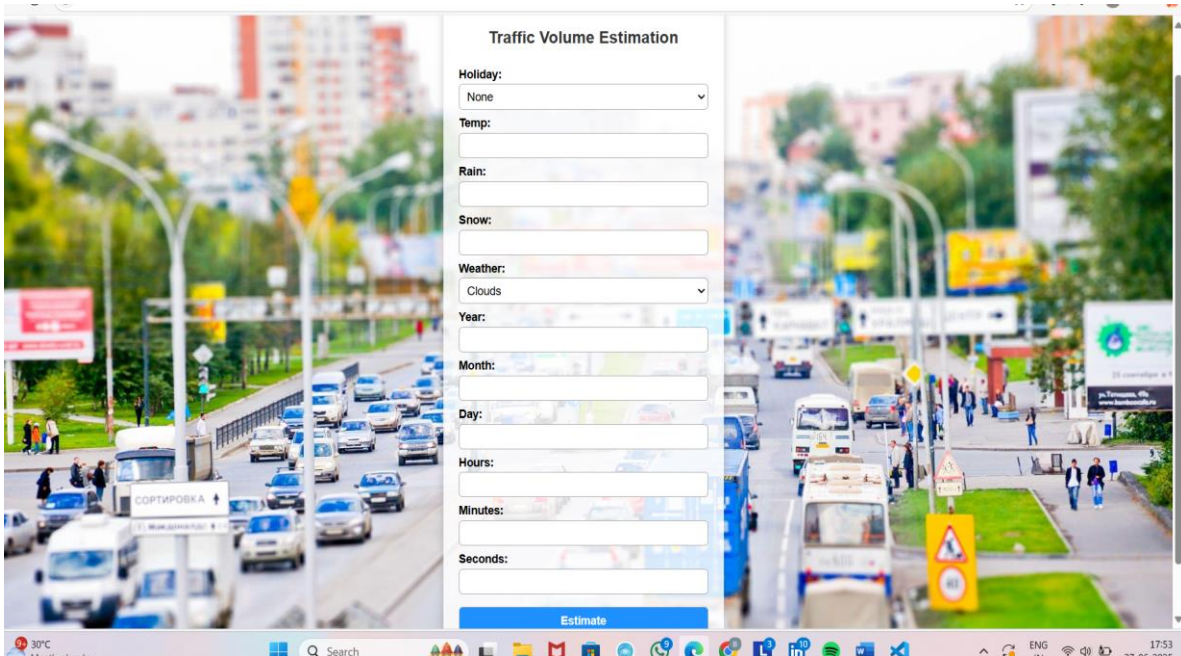 Traffic Volume Estimation
Holiday:
None
Temp:
Rain:
Snow:
Weather:
Clouds
Year:
Month:
Day:
Hours:
Minutes:
Seconds:
Estimate
СОРТИРОВКА
30°C
Search
ENG
17:53